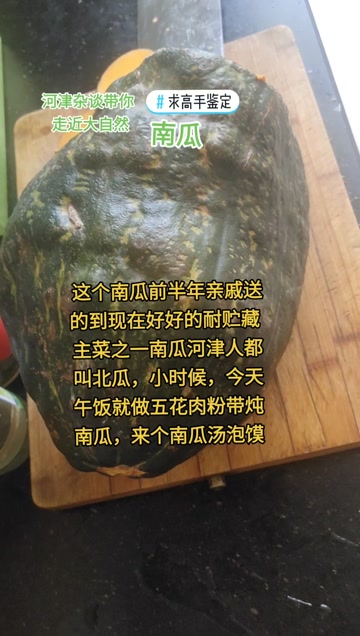 河津杂谈带你
走近大自然
#求高手鉴定
南瓜
这个南瓜前半年亲戚送
的到现在好好的耐贮藏
主菜之一南瓜河津人都
叫北瓜，小时候，今天
午饭就做五花肉粉带炖
南瓜，来个南瓜汤泡馍